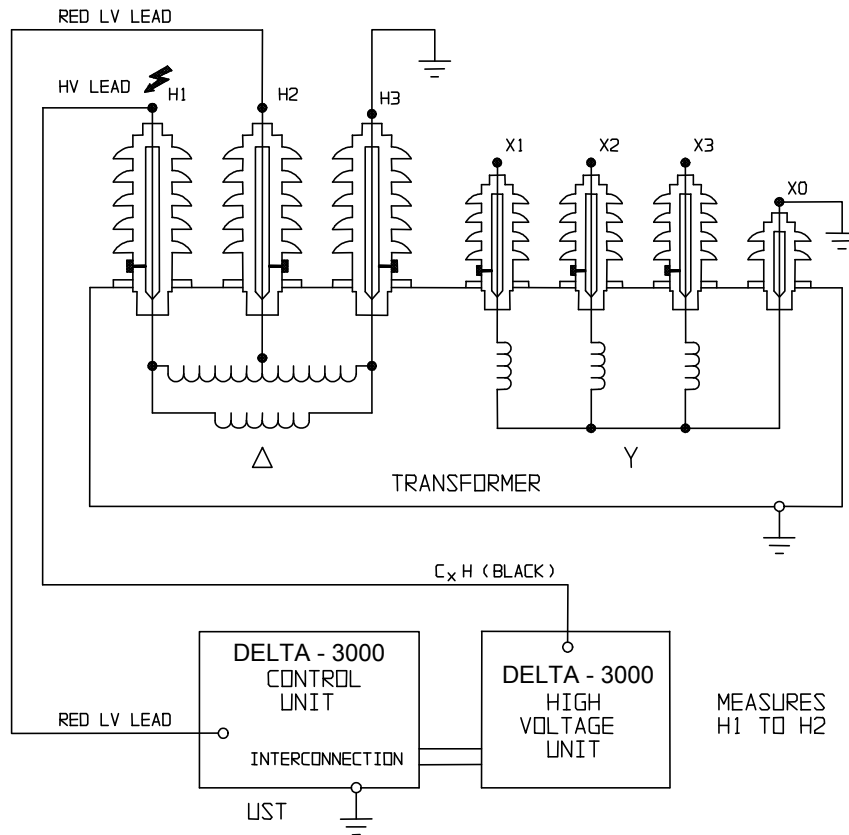 RED LV LEAD
HV LEAD
H1
H2
H3
X1
X2
X3
X0
Δ
Y
TRANSFORMER
CxH (BLACK)
DELTA - 3000
CONTROL
UNIT
RED LV LEAD
INTERCONNECTION
UST
DELTA - 3000
HIGH
VOLTAGE
UNIT
MEASURES
H1 TO H2